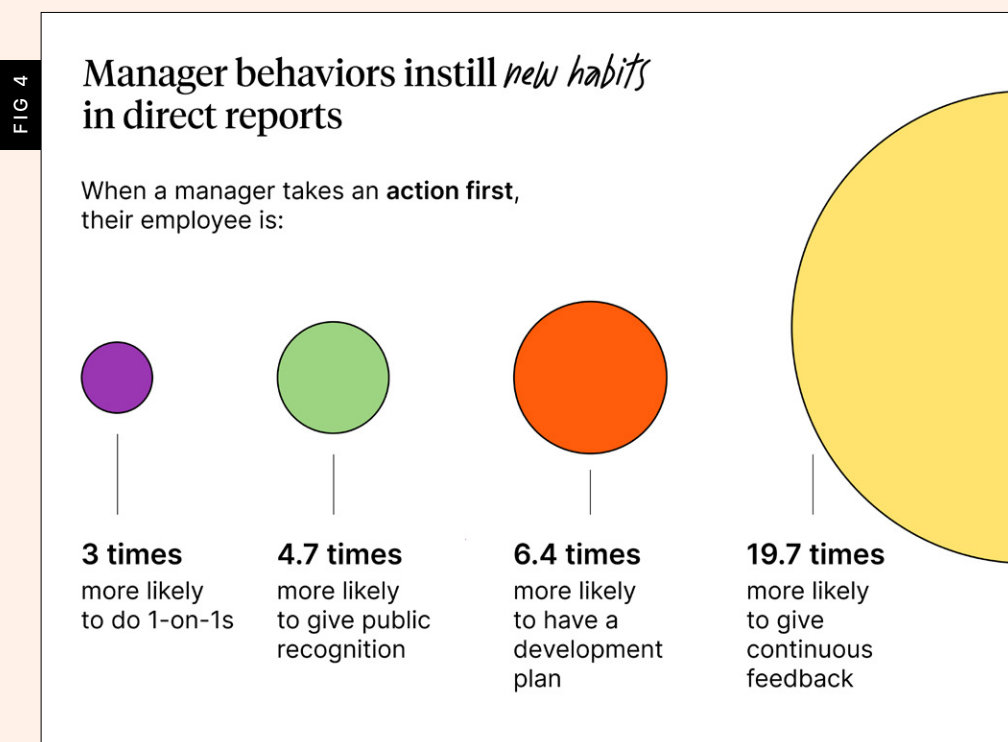 FIG 4
Manager behaviors instill new habits
in direct reports
When a manager takes an action first,
their employee is:
3 times
more likely
to do 1-on-1s
4.7 times
more likely
to give public
recognition
6.4 times
more likely
to have a
development
plan
19.7 times
more likely
to give
continuous
feedback